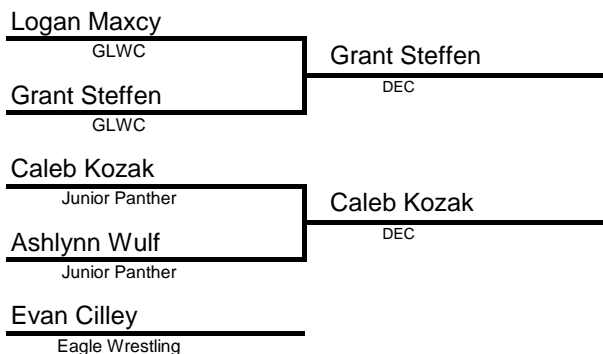 Logan Maxcy
GLWC
Grant Steffen
DEC
Grant Steffen
GLWC
Caleb Kozak
Junior Panther
Caleb Kozak
DEC
Ashlynn Wulf
Junior Panther
Evan Cilley
Eagle Wrestling